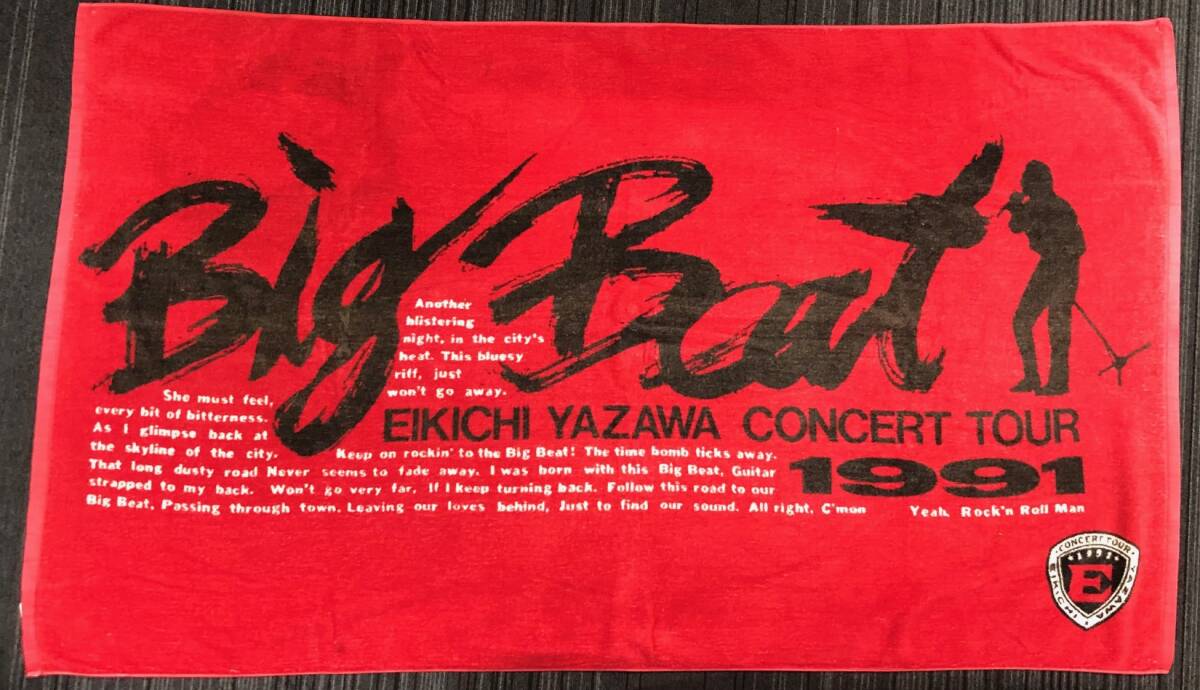 Big Beat
Another
blistering
night, in the city's
heat. This bluesy
riff, just
won't go away.
She must feel,
every bit of bitterness.
As I glimpse back at
the skyline of the city.
EIKICHI YAZAWA CONCERT TOUR
1991
Keep on rockin' to the Big Beat! The time bomb ticks away.
That long dusty road Never seems to fade away. I was born with this Big Beat, Guitar
strapped to my back. Won't go very far, If I keep turning back. Follow this road to our
Big Beat, Passing through town. Leaving our loves behind, Just to find our sound. All right, C'mon Yeah, Rock'n Roll Man
CONCERT TOUR
1991
E
EIKICHI YAZAWA